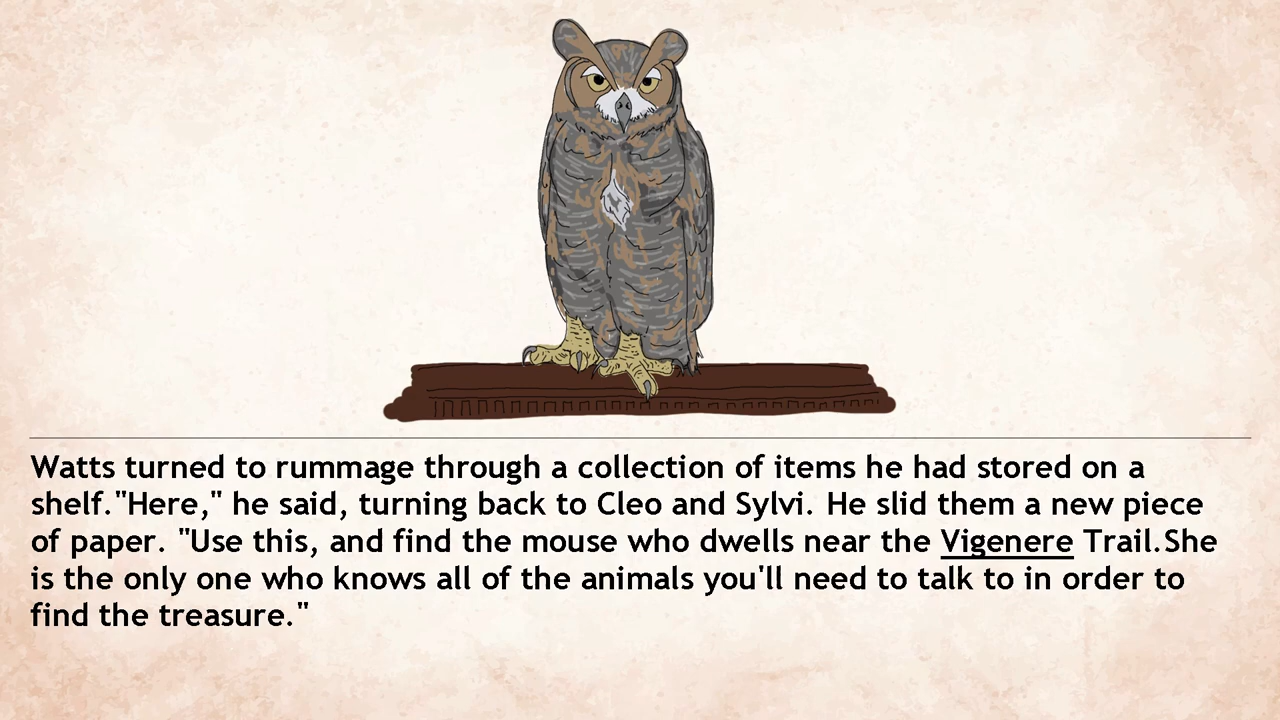 Watts turned to rummage through a collection of items he had stored on a
shelf."Here," he said, turning back to Cleo and Sylvi. He slid them a new piece
of paper. "Use this, and find the mouse who dwells near the Vigenere Trail.She
is the only one who knows all of the animals you'll need to talk to in order to
find the treasure."